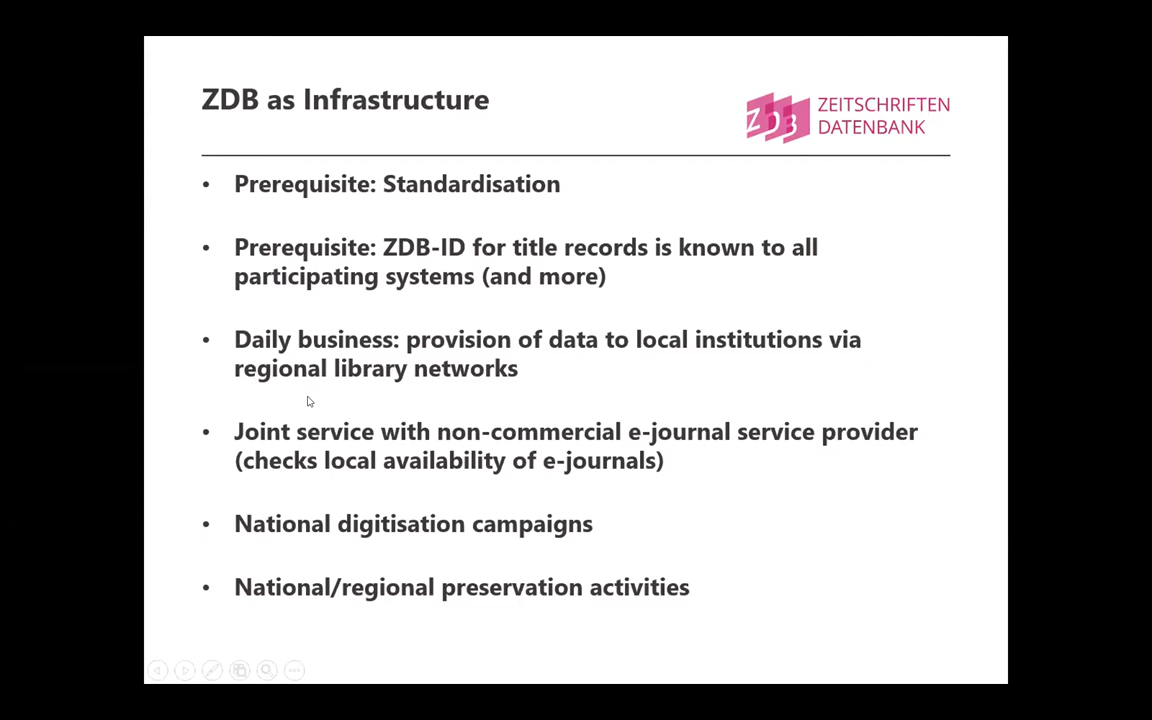 ZDB as Infrastructure
ZDB
ZEITSCHRIFTEN
DATENBANK
• Prerequisite: Standardisation
• Prerequisite: ZDB-ID for title records is known to all
participating systems (and more)
• Daily business: provision of data to local institutions via
regional library networks
• Joint service with non-commercial e-journal service provider
(checks local availability of e-journals)
• National digitisation campaigns
• National/regional preservation activities